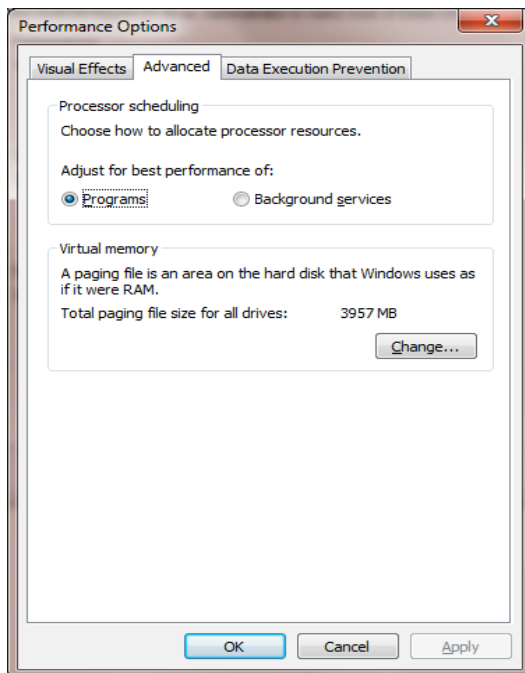 Performance Options
Visual Effects Advanced Data Execution Prevention
Processor scheduling
Choose how to allocate processor resources.
Adjust for best performance of:
Programs Background services
Virtual memory
A paging file is an area on the hard disk that Windows uses as
if it were RAM.
Total paging file size for all drives: 3957 MB
Change...
OK Cancel Apply